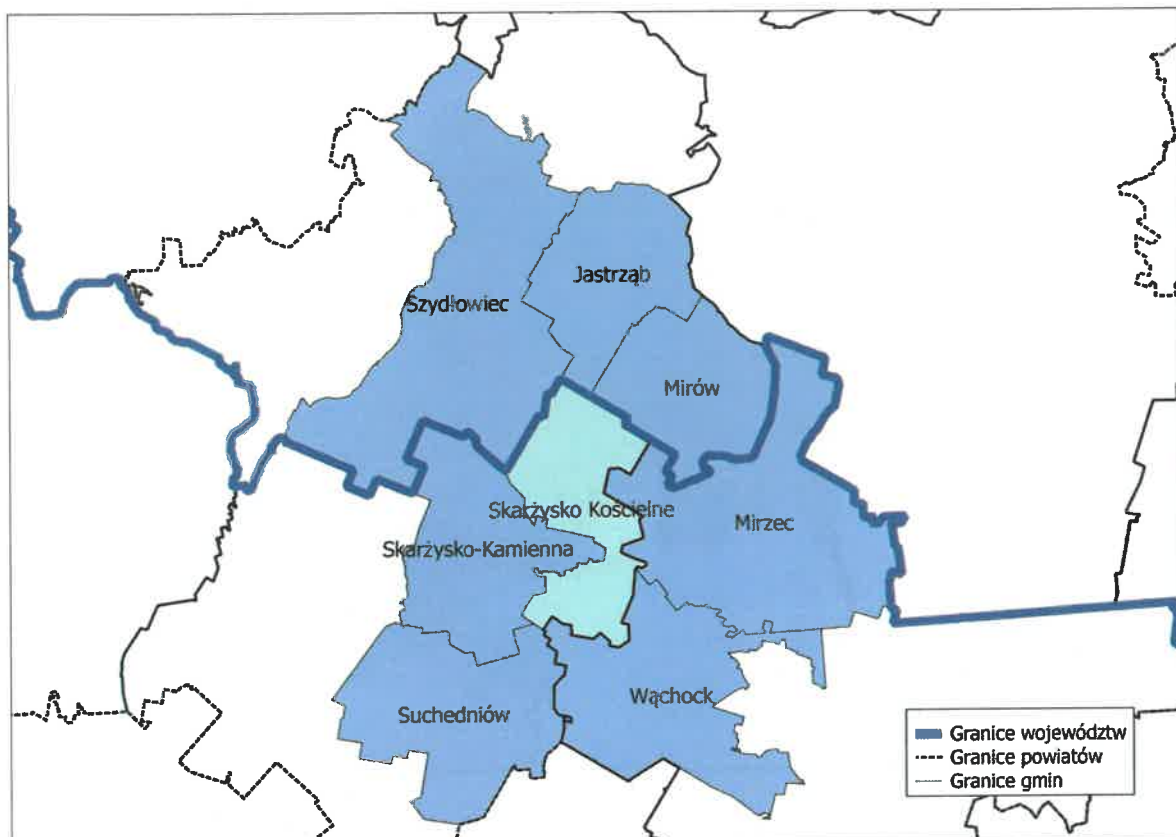 Jastrząb
Szydłowiec
Mirów
Skarżysko Kościelne
Mirzec
Skarżysko-Kamienna
Wąchock
Suchedniów
Granice województw
Granice powiatów
Granice gmin